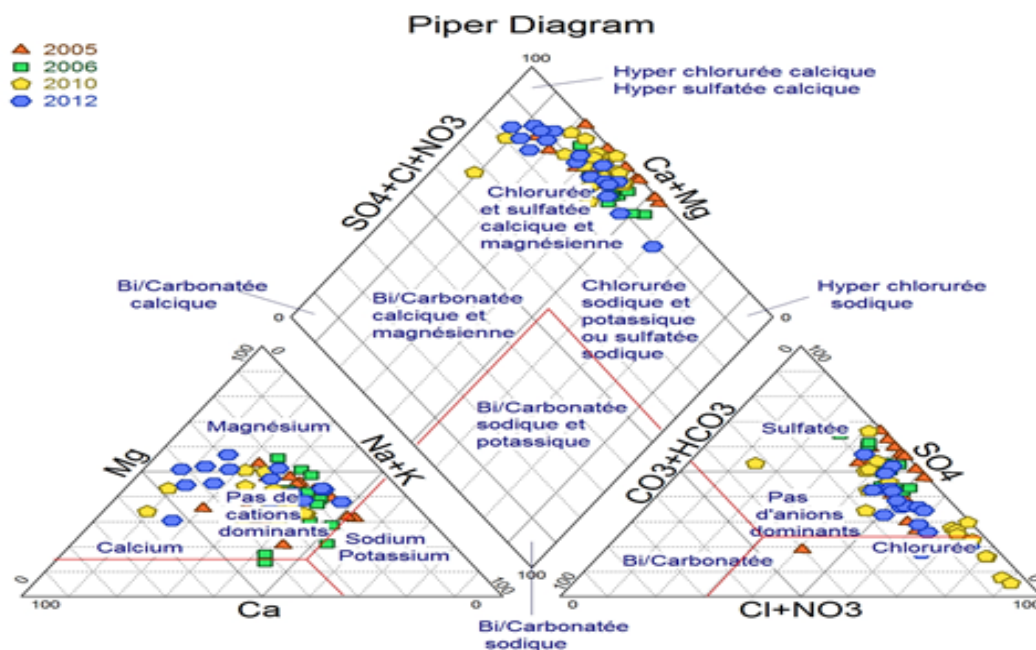 Piper Diagram
2005
2006
2010
2012
100
Hyper chlorurée calcique
Hyper sulfatée calcique
SO4+Cl+NO3
Ca+Mg
Chlorurée
et sulfatée
calcique et
magnésienne
Bi/Carbonatée
calcique
Bi/Carbonatée
calcique et
magnésienne
Chlorurée
sodique et
potassique
ou sulfatée
sodique
Hyper chlorurée
sodique
0
0
Bi/Carbonatée
sodique et
potassique
100
Bi/Carbonatée
sodique
100
0
Magnésium
Mg
Na+K
Pas de
cations
dominants
Calcium
Sodium
Potassium
0
100
100
0
Ca
100
0
Sulfatée
CO3+HCO3
SO4
Pas
d'anions
dominants
Bi/Carbonatée
Chlorurée
100
0
0
100
Cl+NO3